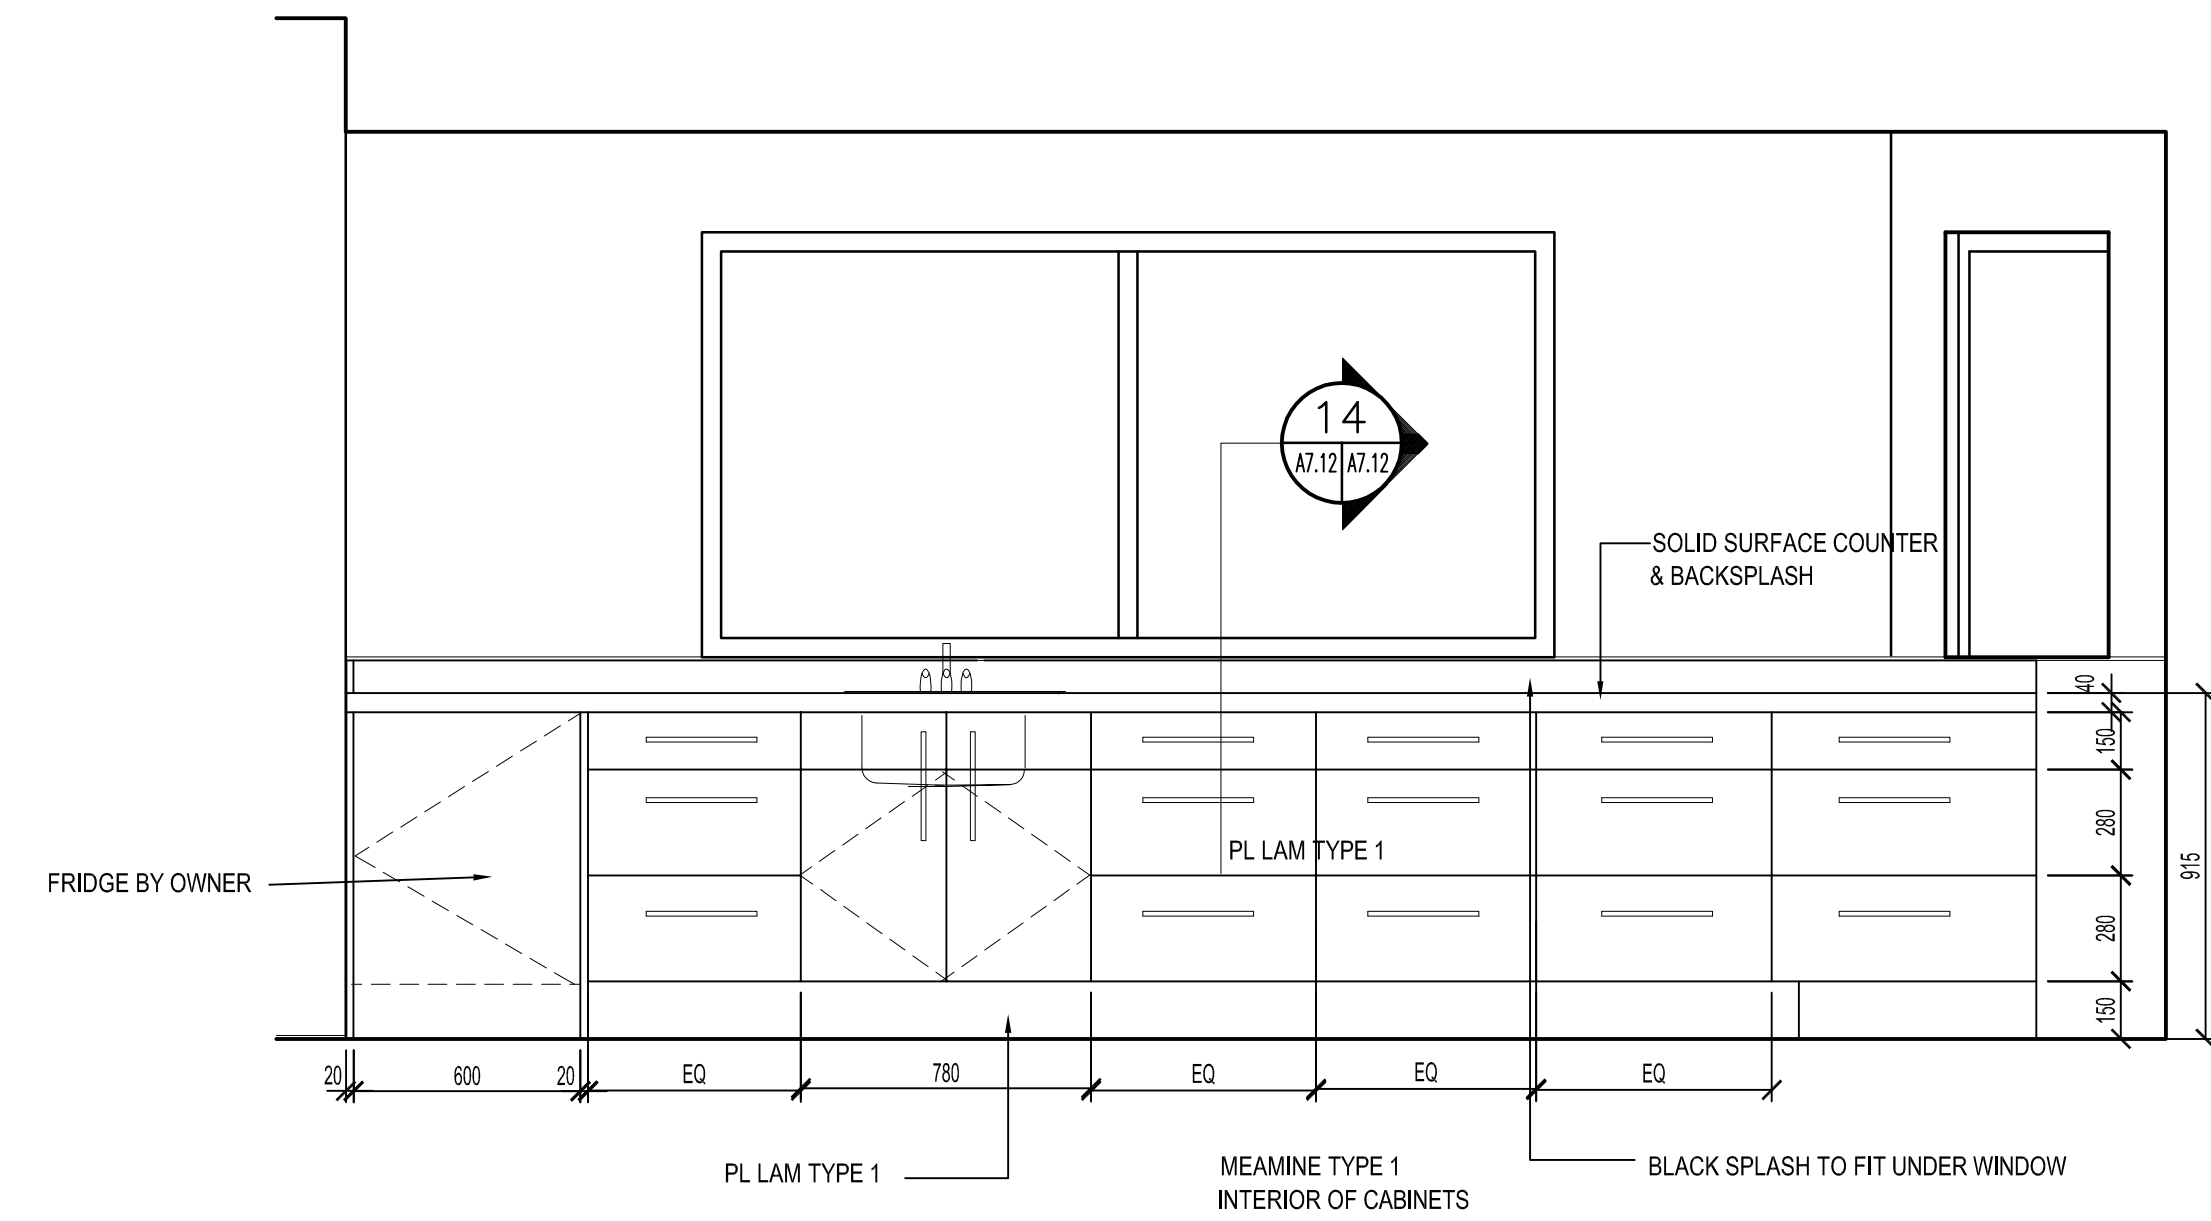 14
A7.12 A7.12
SOLID SURFACE COUNTER
& BACKSPLASH
40
150
280
915
PL LAM TYPE 1
FRIDGE BY OWNER
280
150
20 600 20 EQ 780 EQ EQ EQ
PL LAM TYPE 1
MEAMINE TYPE 1
INTERIOR OF CABINETS
BLACK SPLASH TO FIT UNDER WINDOW